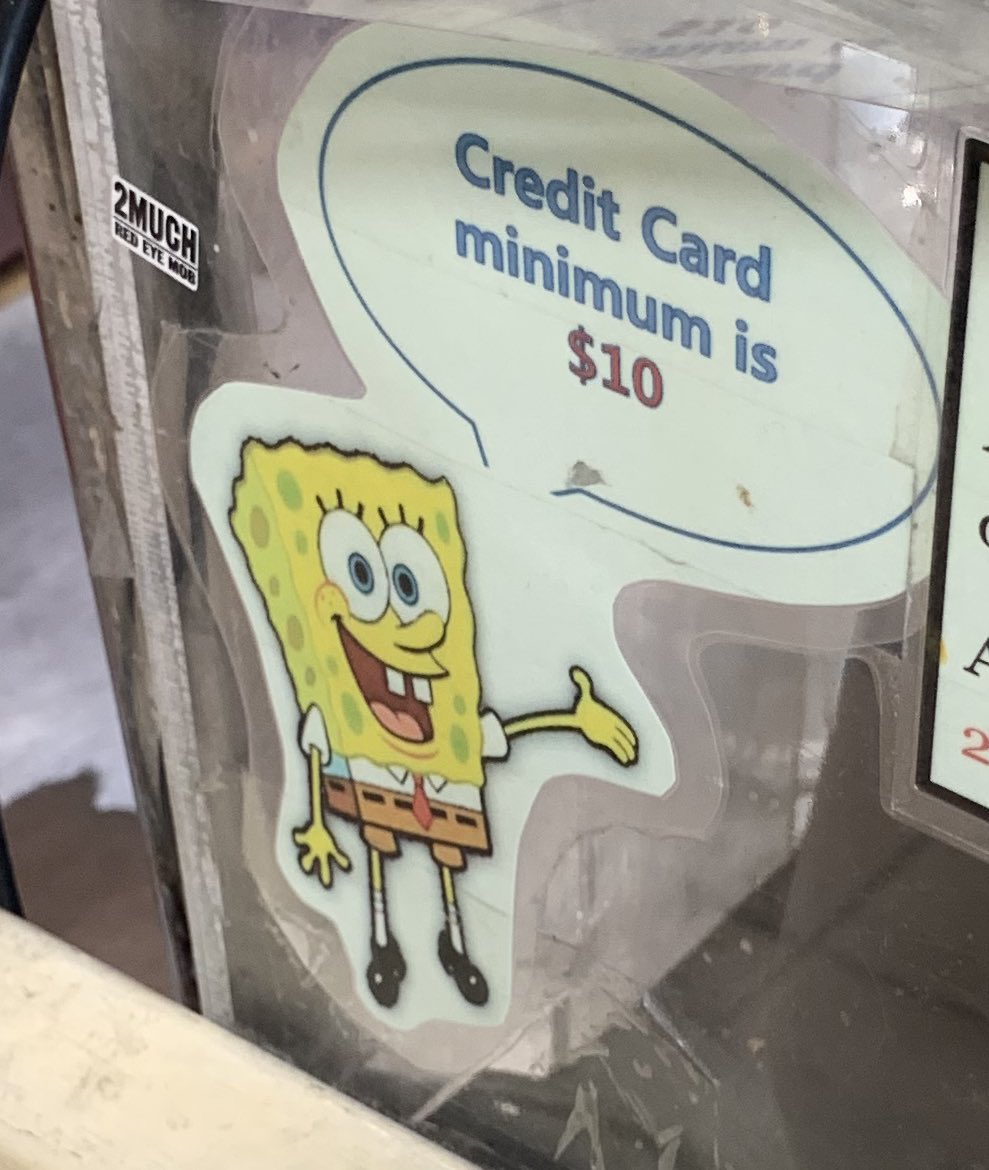 Credit Card
minimum is
$10
2MUCH
RED EYE MOB